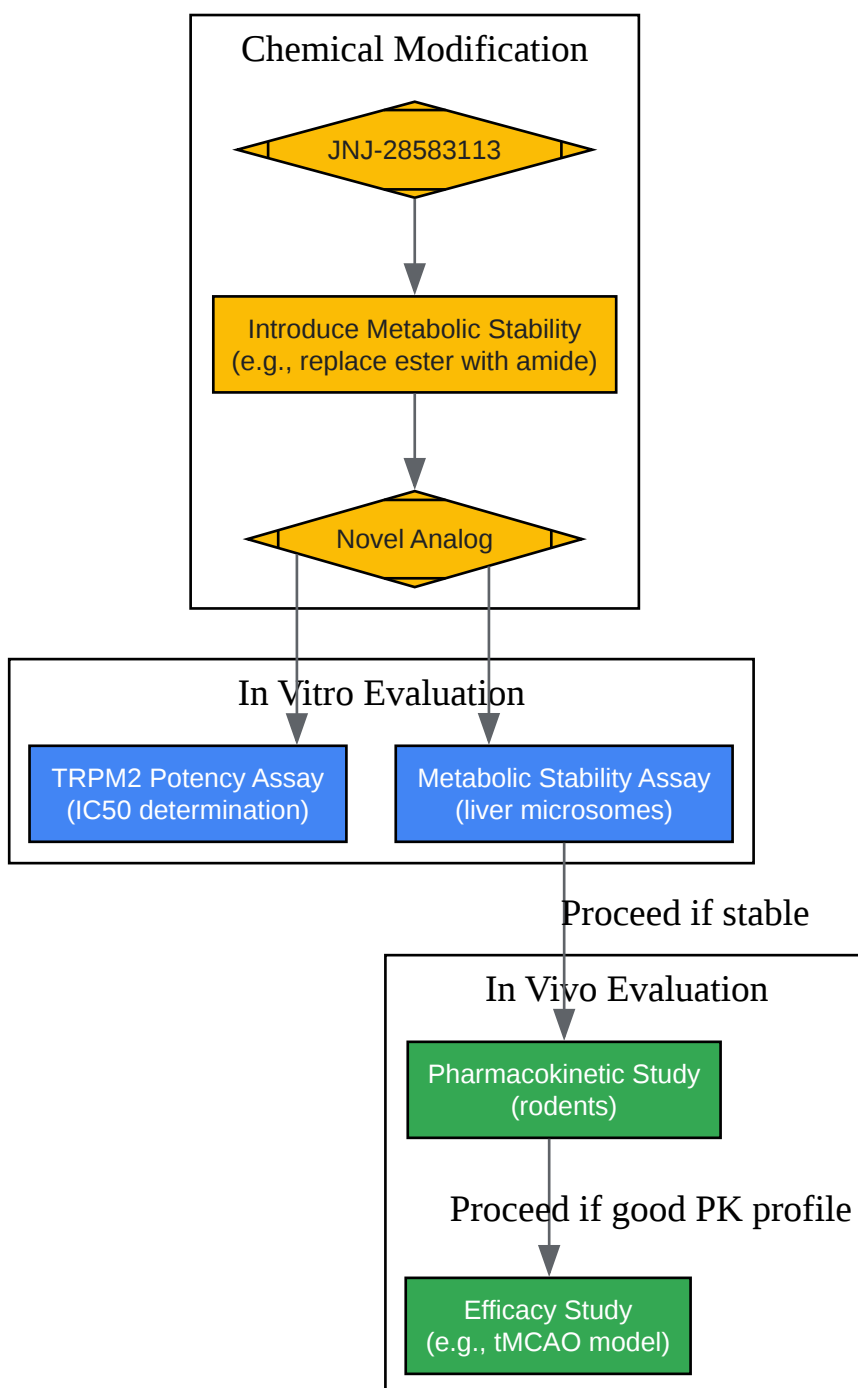 Chemical Modification
JNJ-28583113
Introduce Metabolic Stability
(e.g., replace ester with amide)
Novel Analog
In Vitro Evaluation
TRPM2 Potency Assay
(IC50 determination)
Metabolic Stability Assay
(liver microsomes)
Proceed if stable
In Vivo Evaluation
Pharmacokinetic Study
(rodents)
Proceed if good PK profile
Efficacy Study
(e.g., tMCAO model)